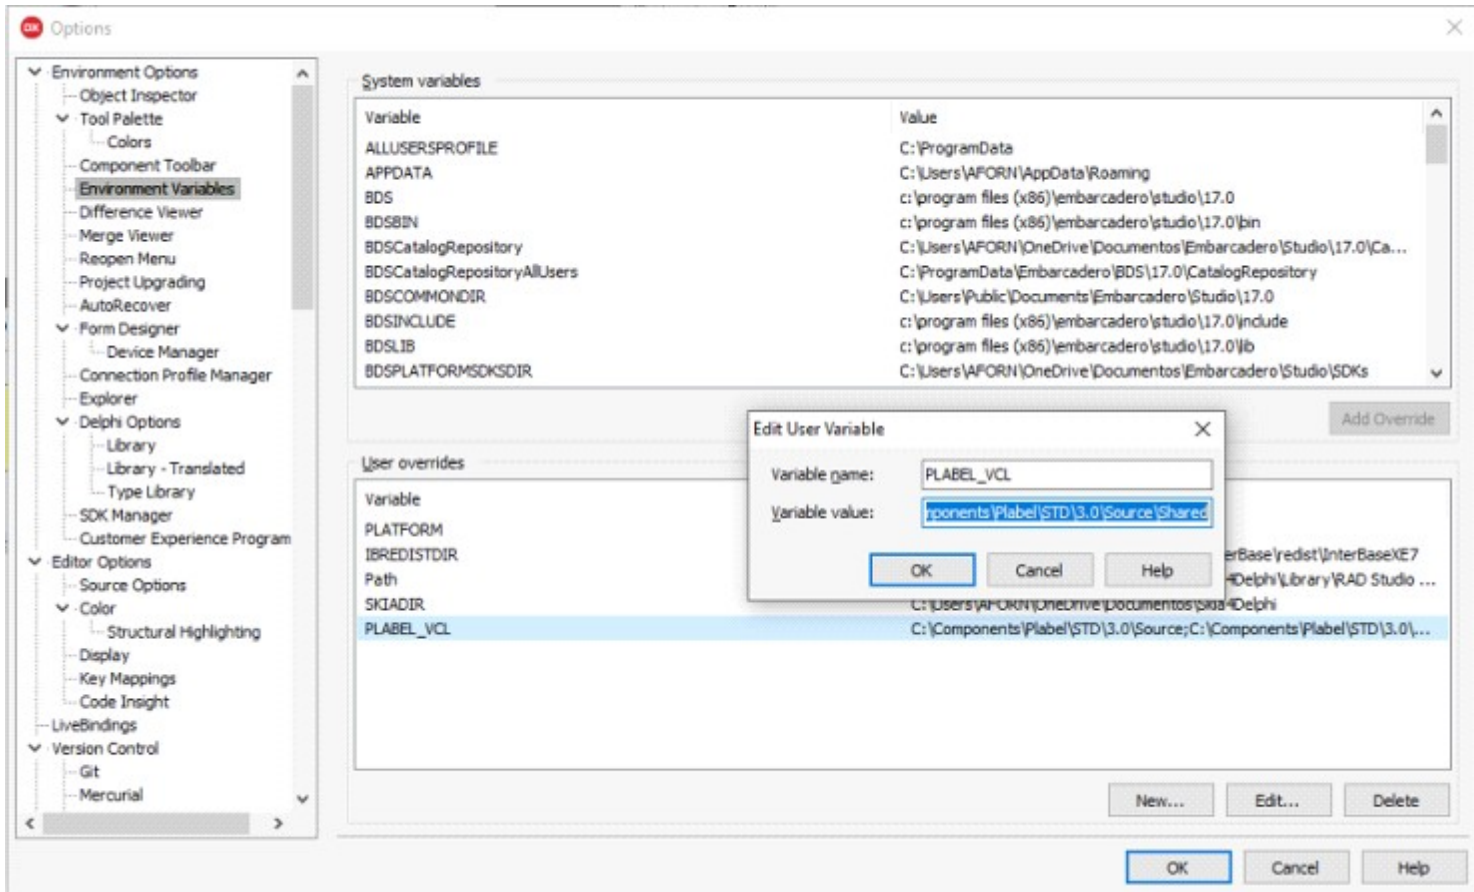 DX Options
Environment Options
Object Inspector
Tool Palette
Colors
Component Toolbar
Environment Variables
Difference Viewer
Merge Viewer
Reopen Menu
Project Upgrading
AutoRecover
Form Designer
Device Manager
Connection Profile Manager
Explorer
Delphi Options
Library
Library - Translated
Type Library
SDK Manager
Customer Experience Program
Editor Options
Source Options
Color
Structural Highlighting
Display
Key Mappings
Code Insight
LiveBindings
Version Control
Git
Mercurial
System variables
Variable Value
ALLUSERSPROFILE C:\ProgramData
APPDATA C:\Users\AFORN\AppData\Roaming
BDS c:\program files (x86)\embarcadero\studio\17.0
BDSBIN c:\program files (x86)\embarcadero\studio\17.0\bin
BDSCatalogRepository C:\Users\AFORN\OneDrive\Documentos\Embarcadero\Studio\17.0\Ca...
BDSCatalogRepositoryAllUsers C:\ProgramData\Embarcadero\BDS\17.0\CatalogRepository
BDSCOMMONDIR C:\Users\Public\Documents\Embarcadero\Studio\17.0
BDSINCLUDE c:\program files (x86)\embarcadero\studio\17.0\include
BDSLIB c:\program files (x86)\embarcadero\studio\17.0\lib
BDSPLATFORMSDKSDIR C:\Users\AFORN\OneDrive\Documentos\Embarcadero\Studio\SDKs
Add Override
User overrides
Variable
PLATFORM
IBREDISTDIR erBase\redist\InterBaseXE7
Path 4Delphi\Library\RAD Studio ...
SKIADIR C:\Users\AFORN\OneDrive\Documentos\Skia4Delphi
PLABEL_VCL C:\Components\Plabel\STD\3.0\Source;C:\Components\Plabel\STD\3.0\...
Edit User Variable
Variable name: PLABEL_VCL
Variable value: mponents\Plabel\STD\3.0\Source\Shared
OK Cancel Help
New... Edit... Delete
OK Cancel Help